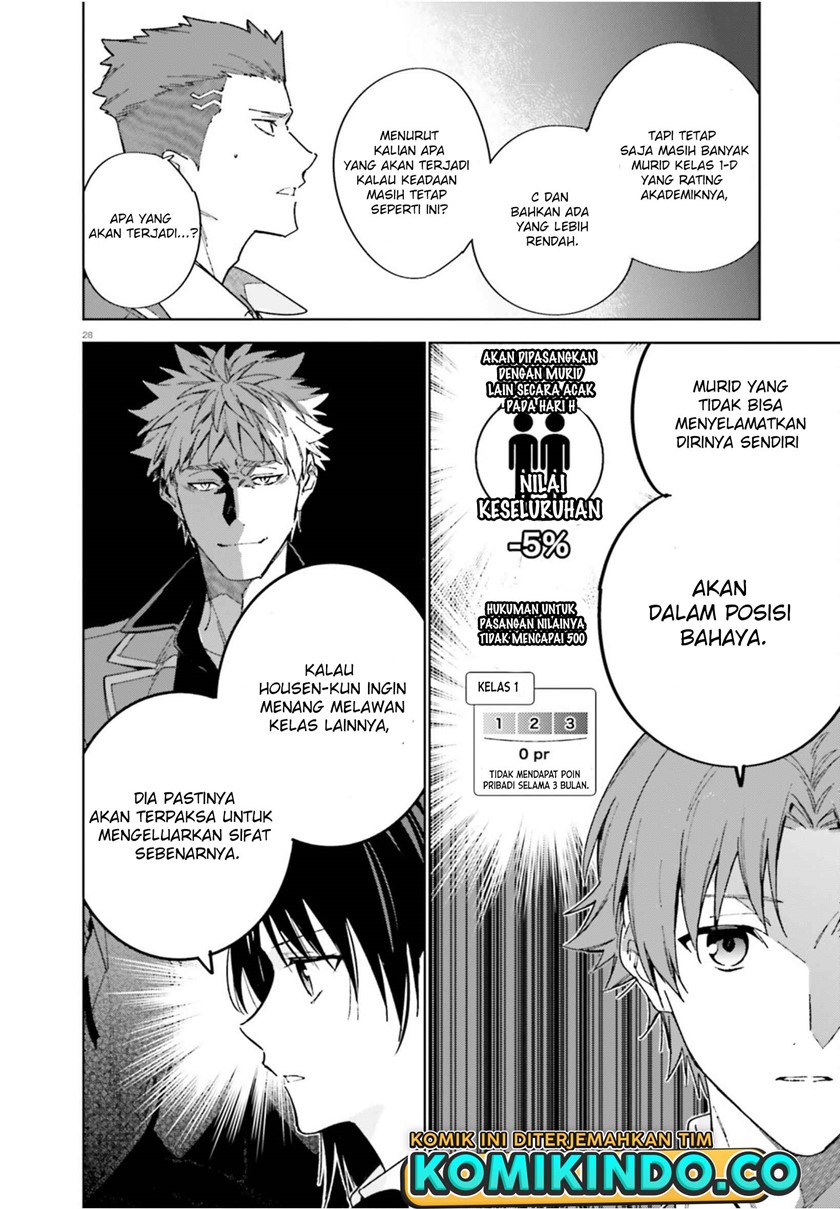 TAPI TETAP
SAJA MASIH BANYAK
MURID KELAS 1-D
YANG RATING
AKADEMIKNYA,
C DAN
BAHKAN ADA
YANG LEBIH
RENDAH.
MENURUT
KALIAN APA
YANG AKAN TERJADI
KALAU KEADAAN
MASIH TETAP
SEPERTI INI?
APA YANG
AKAN TERJADI...?
28
MURID YANG
TIDAK BISA
MENYELAMATKAN
DIRINYA SENDIRI
AKAN
DALAM POSISI
BAHAYA.
AKAN DIPASANGKAN
DENGAN MURID
LAIN SECARA ACAK
PADA HARI H
NILAI
KESELURUHAN
-5%
HUKUMAN UNTUK
PASANGAN NILAINYA
TIDAK MENCAPAI 500
KELAS 1
1 2 3
0 pr
TIDAK MENDAPAT POIN
PRIBADI SELAMA 3 BULAN.
KALAU
HOUSEN-KUN INGIN
MENANG MELAWAN
KELAS LAINNYA,
DIA PASTINYA
AKAN TERPAKSA UNTUK
MENGELUARKAN SIFAT
SEBENARNYA.
KOMIK INI DITERJEMAHKAN TIM
KOMIKINDO.CO